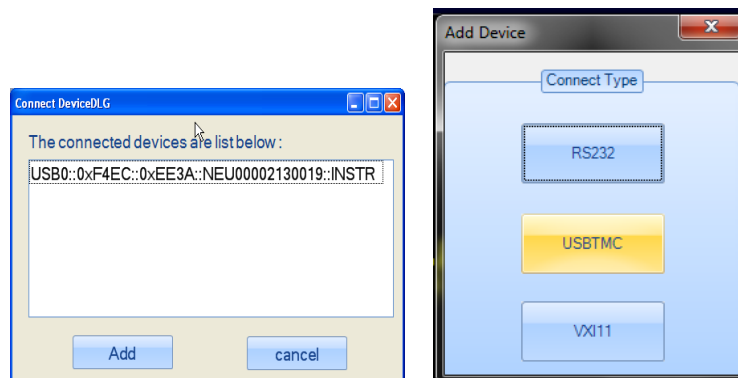 Connect DeviceDLG
The connected devices are list below :
USB0::0xF4EC::0xEE3A::NEU00002130019::INSTR
Add
cancel
Add Device
Connect Type
RS232
USBTMC
VXI11